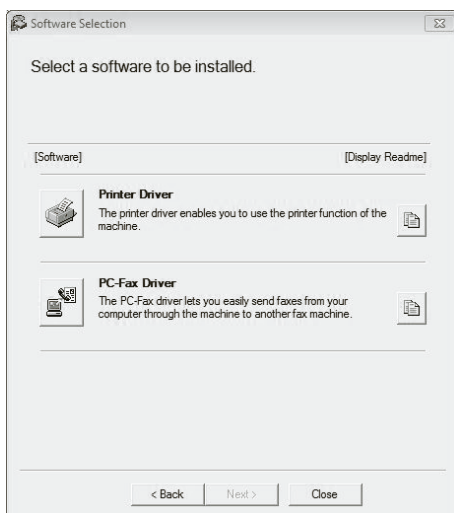 Software Selection
Select a software to be installed.
[Software] [Display Readme]
Printer Driver
The printer driver enables you to use the printer function of the
machine.
PC-Fax Driver
The PC-Fax driver lets you easily send faxes from your
computer through the machine to another fax machine.
< Back Next > Close